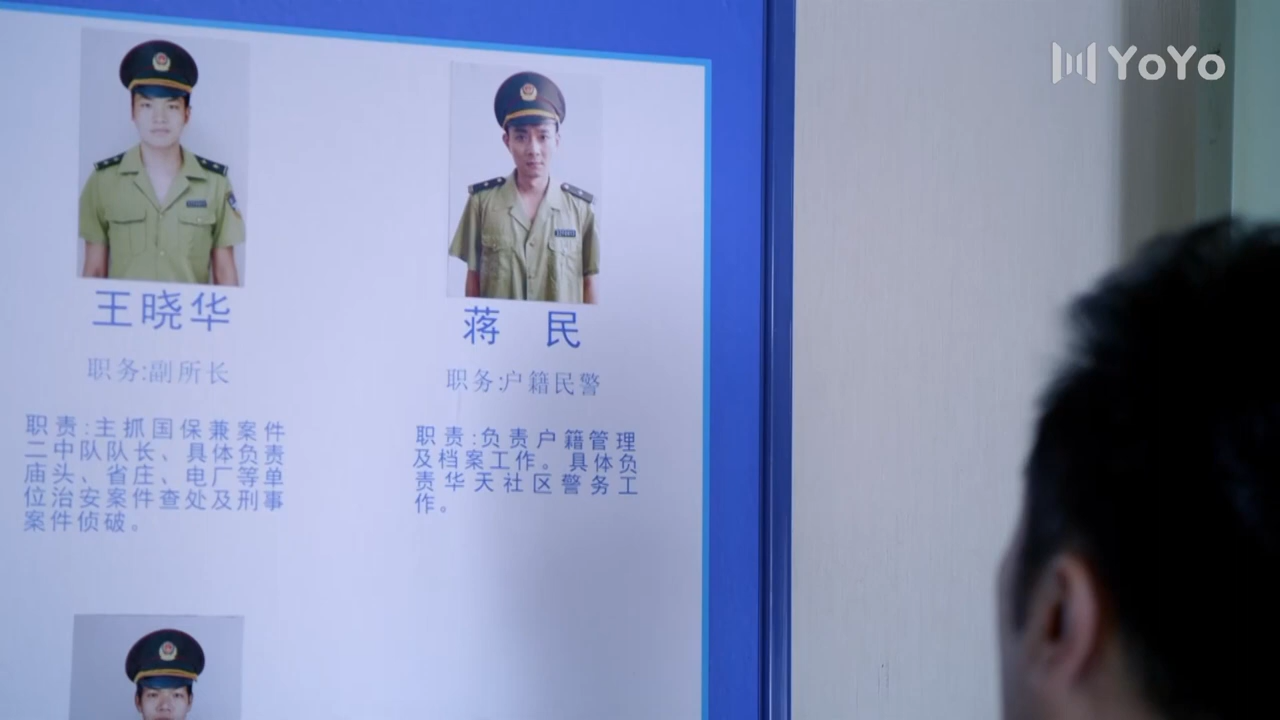 YoYo
王晓华
职务:副所长
职责:主抓国保兼案件
二中队队长、具体负责
庙头、省庄、电厂等单
位治安案件查处及刑事
案件侦破。
蒋 民
职务:户籍民警
职责:负责户籍管理
及档案工作。具体负
责华天社区警务工
作。